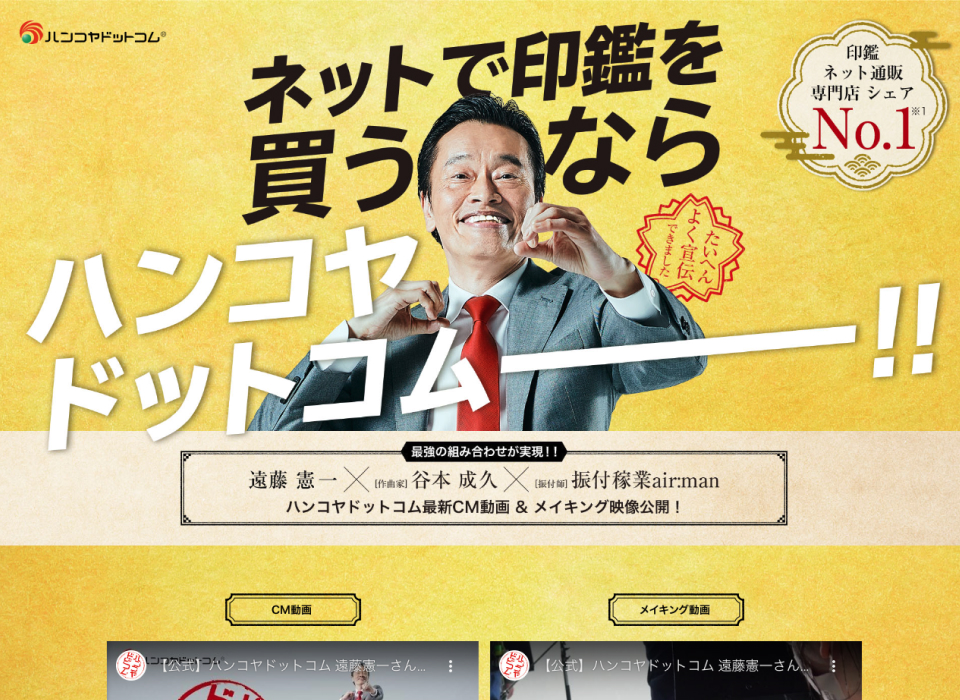 ハンコヤドットコム®
ネットで印鑑を
買うなら
印鑑
ネット通販
専門店 シェア
No.1※1
たいへん
よく宣伝
できました
ハンコヤ
ドットコム━━!!
最強の組み合わせが実現!!
遠藤 憲一×[作曲家]谷本 成久×[振付師]振付稼業air:man
ハンコヤドットコム最新CM動画 & メイキング映像公開!
CM動画
メイキング動画
【公式】ハンコヤドットコム 遠藤憲一さん...
【公式】ハンコヤドットコム 遠藤憲一さん...